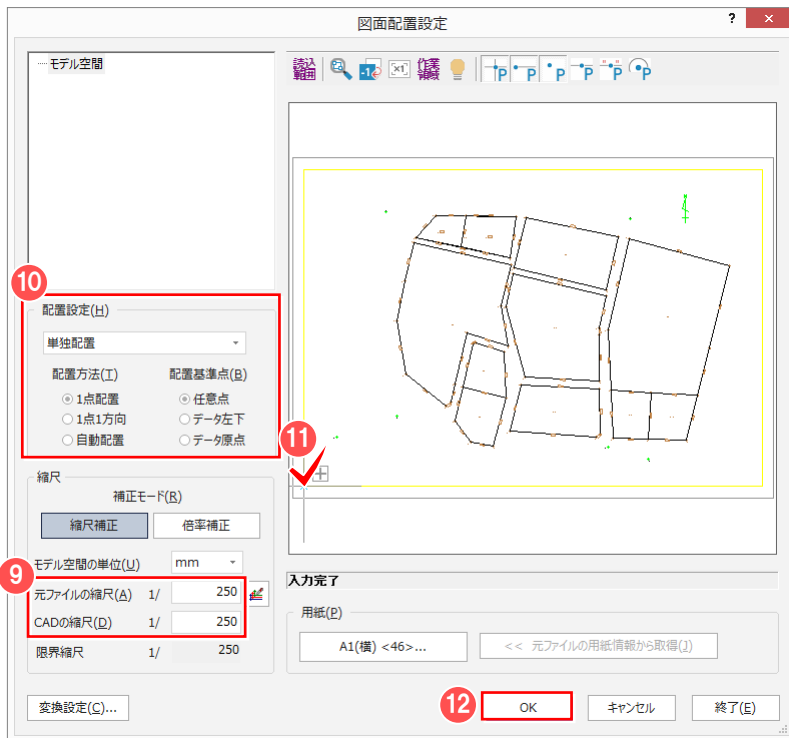 図面配置設定
? ×
モデル空間
読込範囲 -1 ×1 作業領域 P P P P P P
10
配置設定(H)
単独配置
配置方法(T) 配置基準点(B)
1点配置 任意点
1点1方向 データ左下
自動配置 データ原点
11
縮尺
補正モード(R)
縮尺補正 倍率補正
モデル空間の単位(U) mm
9
元ファイルの縮尺(A) 1/ 250
CADの縮尺(D) 1/ 250
限界縮尺 1/ 250
入力完了
用紙(P)
A1(横) <46>... << 元ファイルの用紙情報から取得(J)
変換設定(C)...
12
OK キャンセル 終了(E)